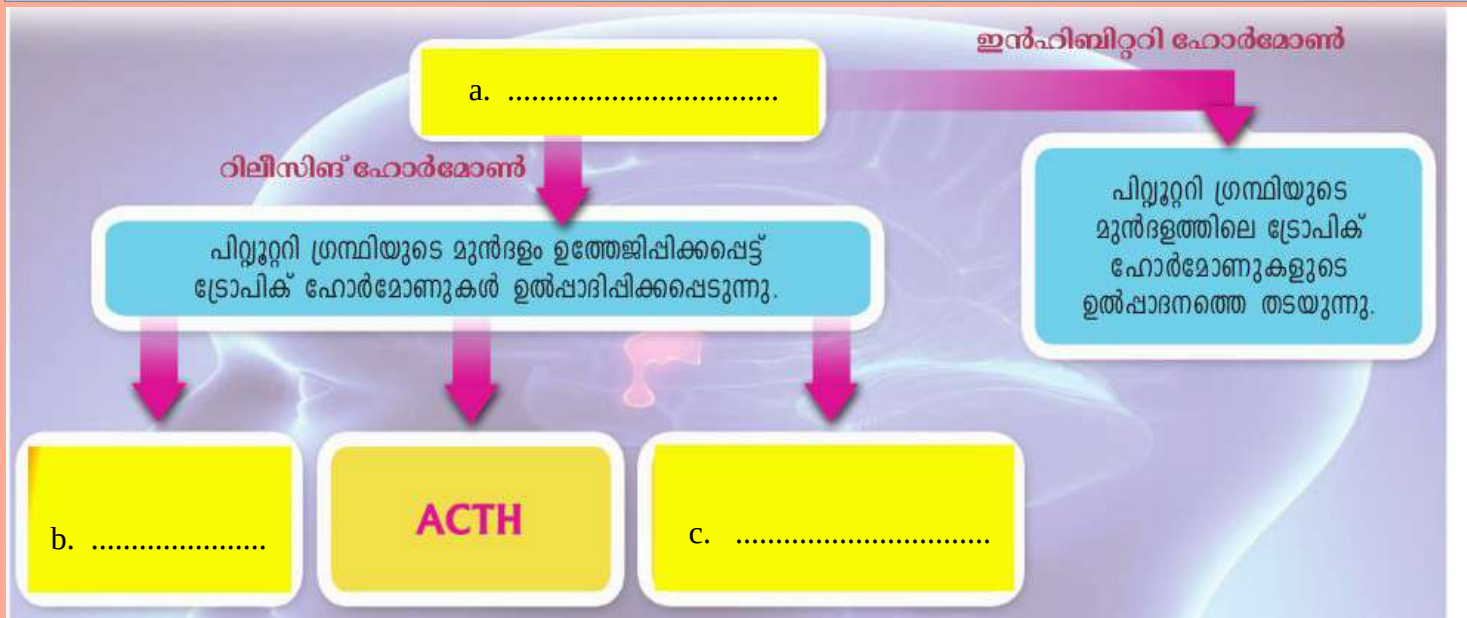 ഇൻഹിബിറ്ററി ഹോർമോൺ
a. ..................................
റിലീസിങ് ഹോർമോൺ
പിറ്റ്യൂറ്ററി ഗ്രന്ഥിയുടെ
മുൻദളത്തിലെ ട്രോപിക്
ഹോർമോണുകളുടെ
ഉൽപ്പാദനത്തെ തടയുന്നു.
പിറ്റ്യൂറ്ററി ഗ്രന്ഥിയുടെ മുൻദളം ഉത്തേജിപ്പിക്കപ്പെട്ട്
ട്രോപിക് ഹോർമോണുകൾ ഉൽപ്പാദിപ്പിക്കപ്പെടുന്നു.
b. ......................
ACTH
c. ................................